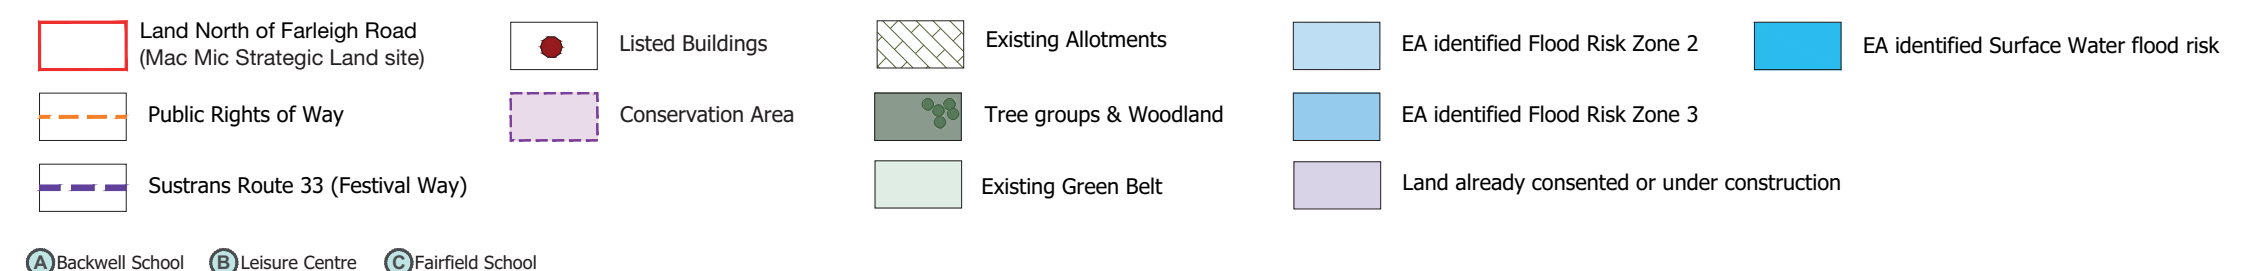 Land North of Farleigh Road
(Mac Mic Strategic Land site)
Listed Buildings
Existing Allotments
EA identified Flood Risk Zone 2
EA identified Surface Water flood risk
Public Rights of Way
Conservation Area
Tree groups & Woodland
EA identified Flood Risk Zone 3
Sustrans Route 33 (Festival Way)
Existing Green Belt
Land already consented or under construction
A Backwell School B Leisure Centre C Fairfield School